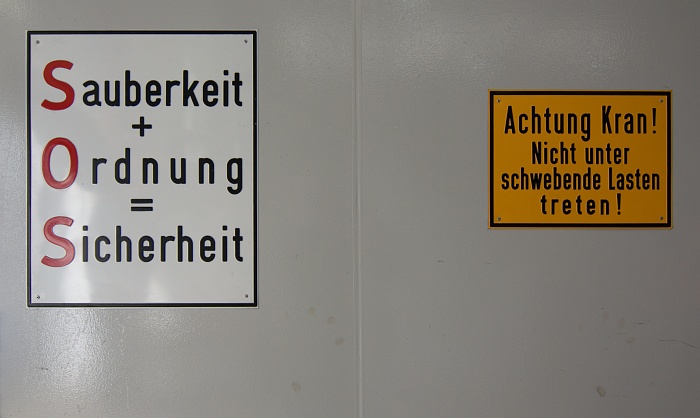 Sauberkeit
+
Ordnung
=
Sicherheit
Achtung Kran!
Nicht unter
schwebende Lasten
treten!